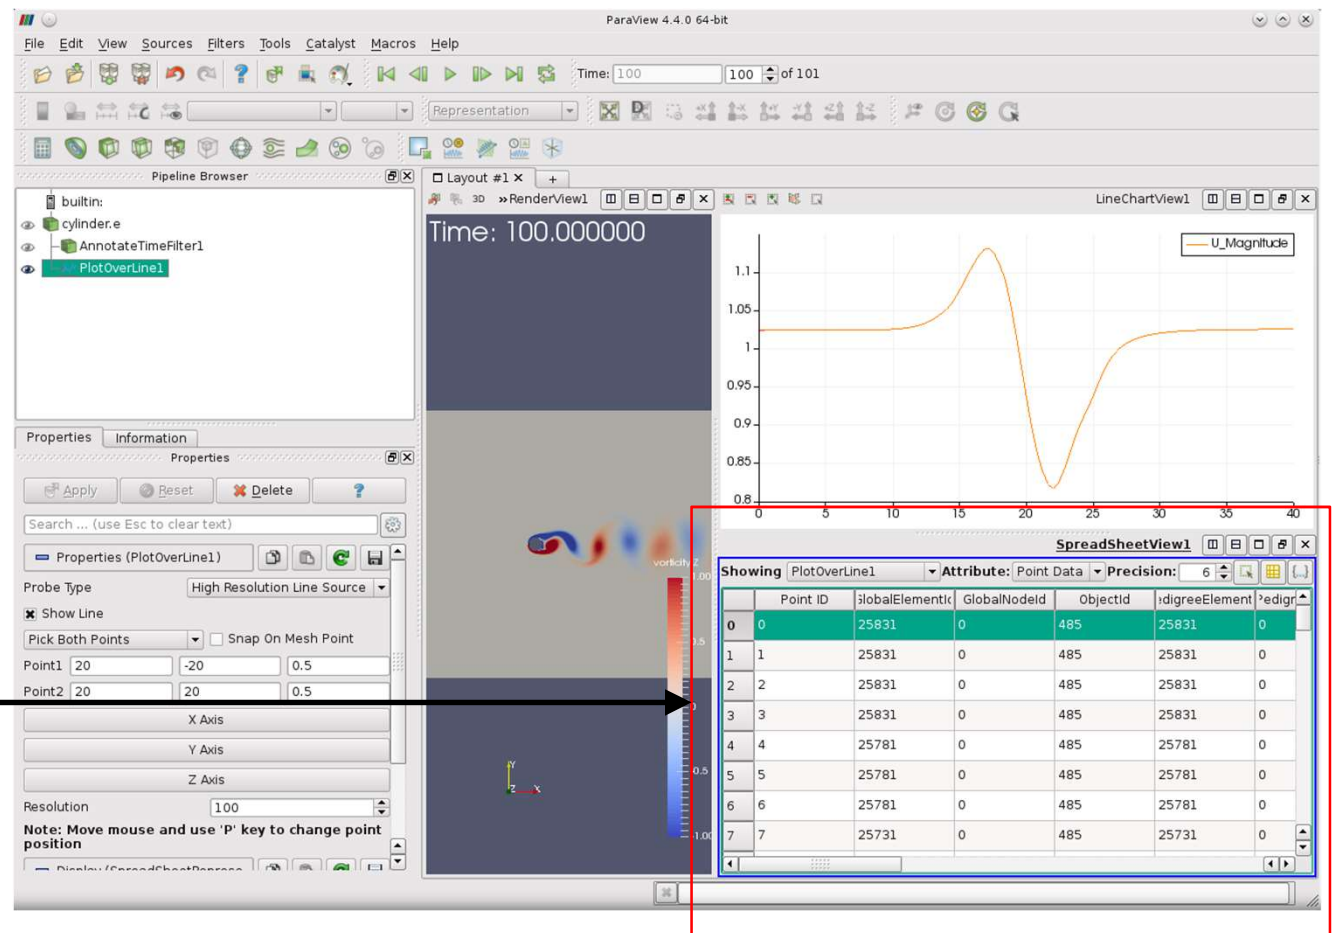 ParaView 4.4.0 64-bit
File Edit View Sources Filters Tools Catalyst Macros Help
Time: 100 100 of 101
Representation
Pipeline Browser
builtin:
cylinder.e
AnnotateTimeFilter1
PlotOverLine1
Properties Information
Properties
Apply Reset Delete ?
Search ... (use Esc to clear text)
Properties (PlotOverLine1)
Probe Type High Resolution Line Source
Show Line
Pick Both Points Snap On Mesh Point
Point1 20 -20 0.5
Point2 20 20 0.5
X Axis
Y Axis
Z Axis
Resolution 100
Note: Move mouse and use 'P' key to change point
position
Layout #1 X +
3D »RenderView1
Time: 100.000000
vorticity Z
1.00
0.5
0
-0.5
-1.00
Y
Z X
LineChartView1
U_Magnitude
1.1
1.05
1
0.95
0.9
0.85
0.8
0 5 10 15 20 25 30 35 40
SpreadSheetView1
Showing PlotOverLine1 Attribute: Point Data Precision: 6
Point ID GlobalElementId GlobalNodeId ObjectId edigreeElement Pedigr
0 0 25831 0 485 25831 0
1 1 25831 0 485 25831 0
2 2 25831 0 485 25831 0
3 3 25831 0 485 25831 0
4 4 25781 0 485 25781 0
5 5 25781 0 485 25781 0
6 6 25781 0 485 25781 0
7 7 25731 0 485 25731 0